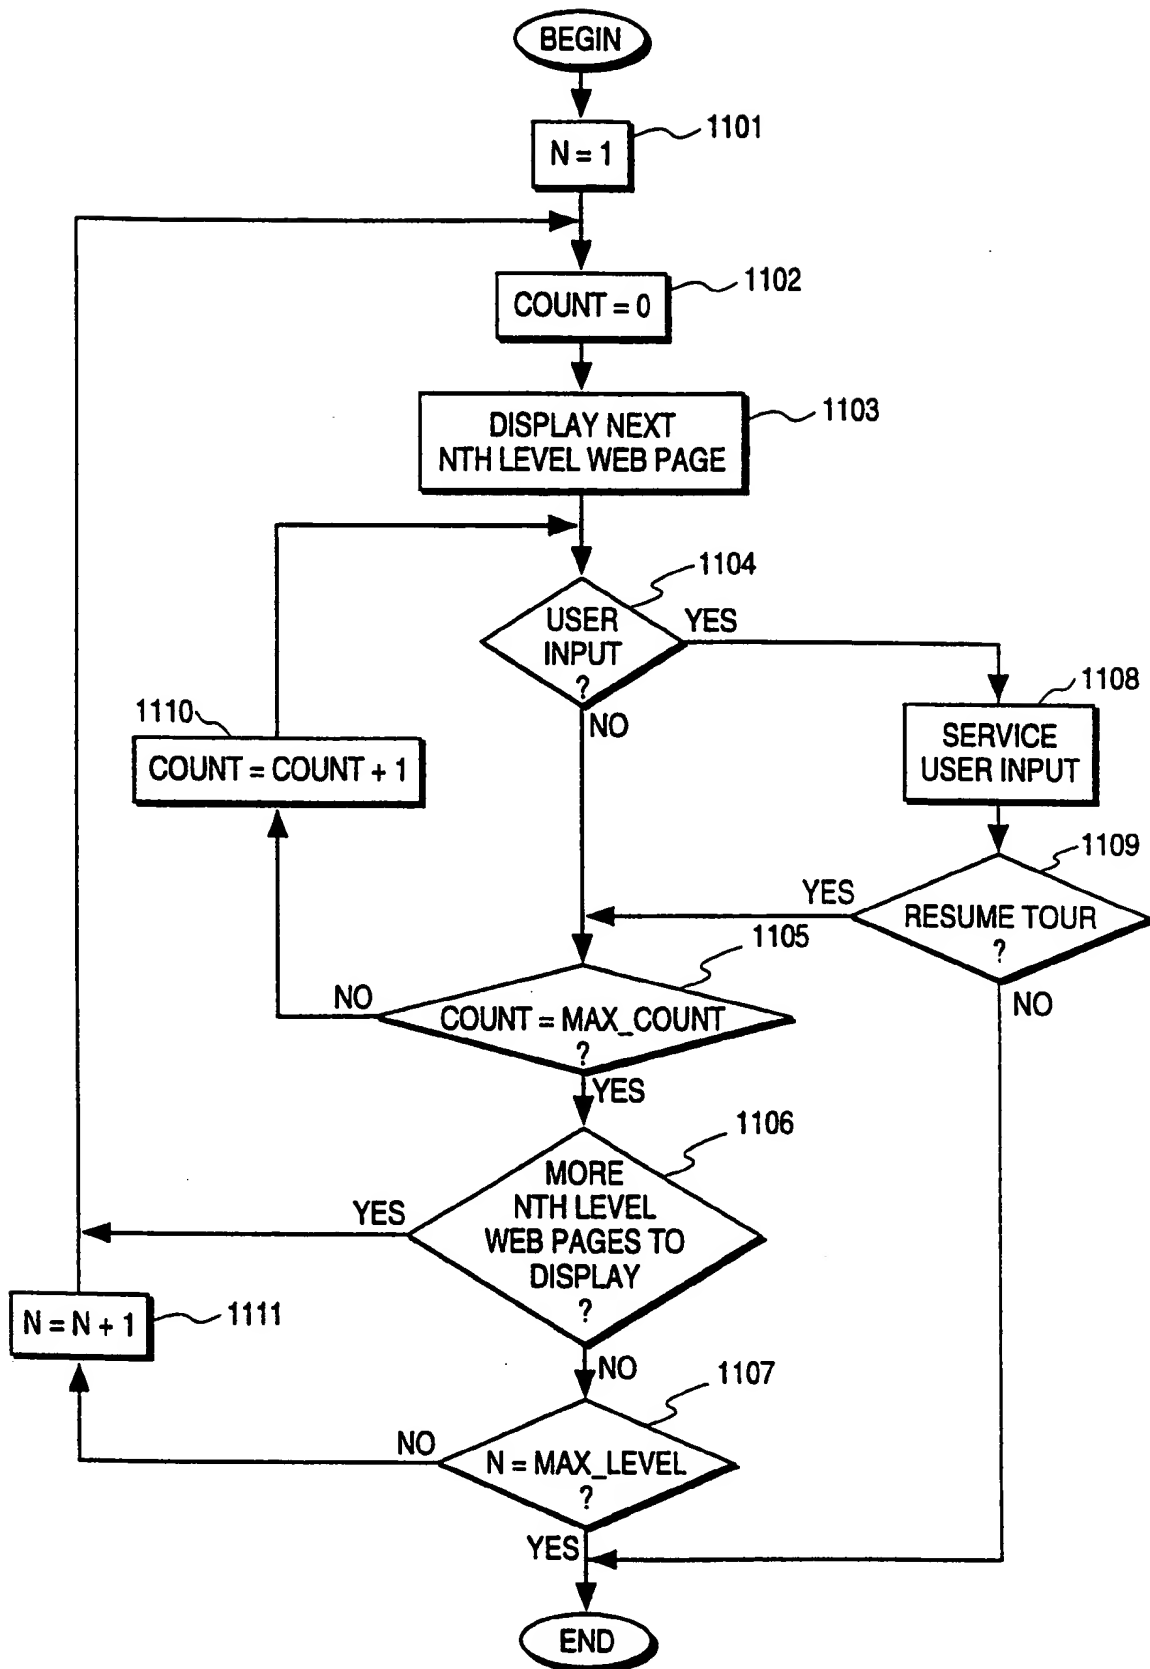 BEGIN
1101
N = 1
1102
COUNT = 0
1103
DISPLAY NEXT
NTH LEVEL WEB PAGE
1104
USER
INPUT
?
YES
NO
1108
SERVICE
USER INPUT
1110
COUNT = COUNT + 1
1109
RESUME TOUR
?
YES
NO
1105
COUNT = MAX_COUNT
?
NO
YES
1106
MORE
NTH LEVEL
WEB PAGES TO
DISPLAY
?
YES
NO
N = N + 1
1111
1107
N = MAX_LEVEL
?
NO
YES
END